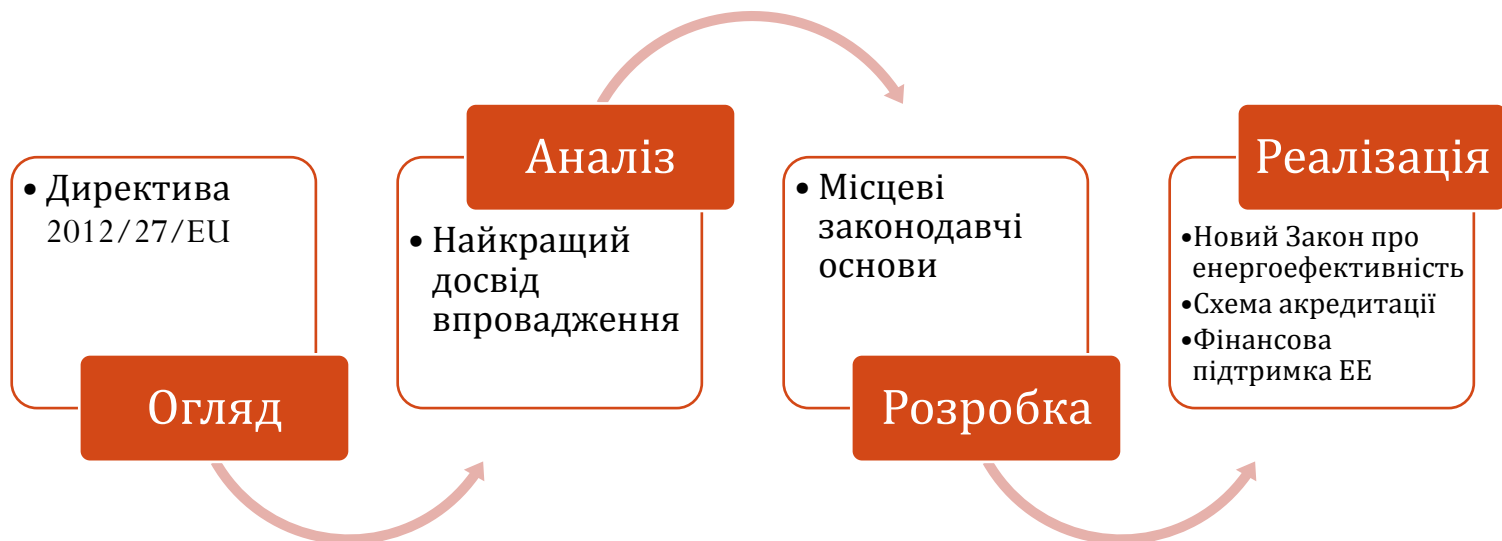 • Директива
2012/27/EU
Огляд
Аналіз
• Найкращий
досвід
впровадження
• Місцеві
законодавчі
основи
Розробка
Реалізація
•Новий Закон про
енергоефективність
•Схема акредитації
•Фінансова
підтримка ЕЕ